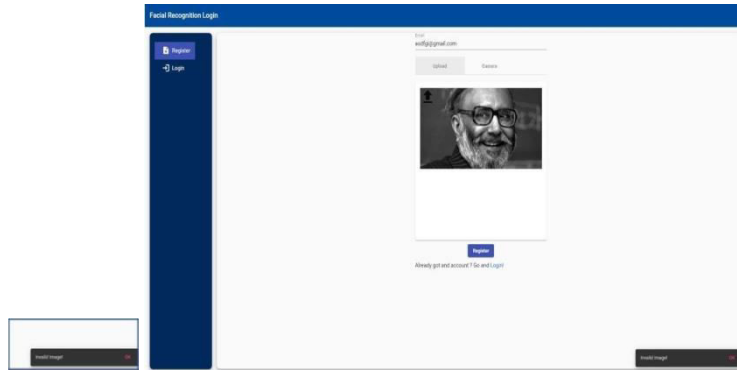 Facial Recognition Login
Register
Login
Email
asdfg@gmail.com
Upload
Camera
Register
Already got and account ? Go and Login!
Invalid Image!
OK
Invalid Image!
OK